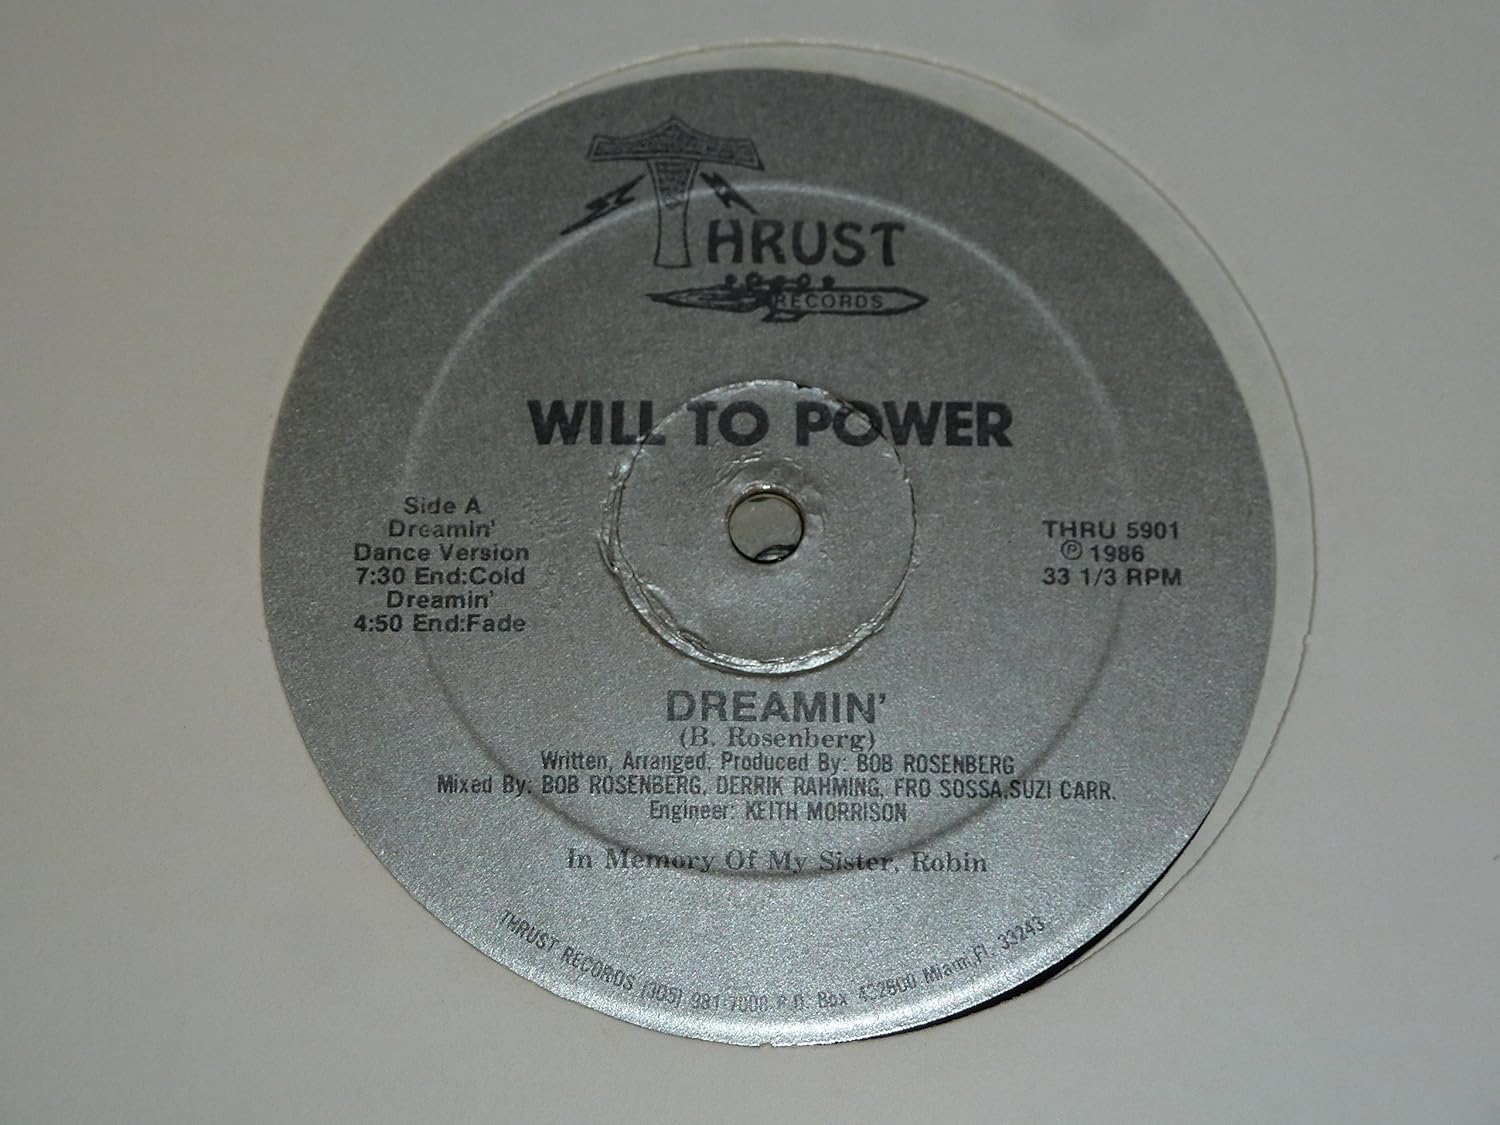 THRUST
RECORDS
WILL TO POWER
Side A
Dreamin'
Dance Version
7:30 End:Cold
Dreamin'
4:50 End:Fade
THRU 5901
℗ 1986
33 1/3 RPM
DREAMIN'
(B. Rosenberg)
Written, Arranged, Produced By: BOB ROSENBERG
Mixed By: BOB ROSENBERG, DERRIK RAHMING, FRO SOSSA,SUZI CARR.
Engineer: KEITH MORRISON
In Memory Of My Sister, Robin
THRUST RECORDS (305) 981-7000 P.O. Box 432600 Miami,Fl. 33243